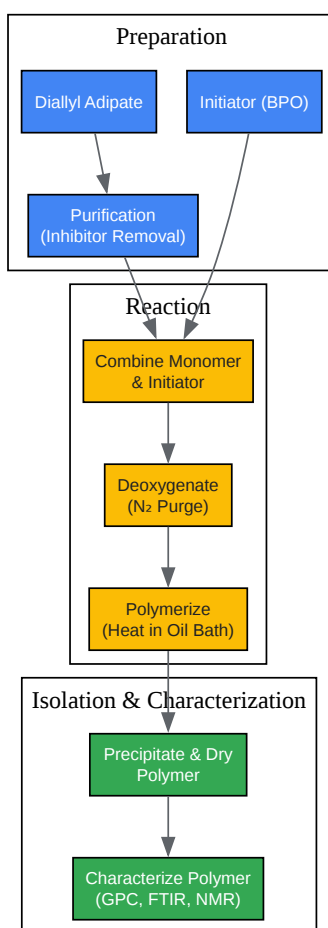 Preparation
Diallyl Adipate
Initiator (BPO)
Purification
(Inhibitor Removal)
Reaction
Combine Monomer
& Initiator
Deoxygenate
(N₂ Purge)
Polymerize
(Heat in Oil Bath)
Isolation & Characterization
Precipitate & Dry
Polymer
Characterize Polymer
(GPC, FTIR, NMR)